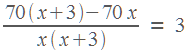 70(x+3)−70x / x(x+3) = 3